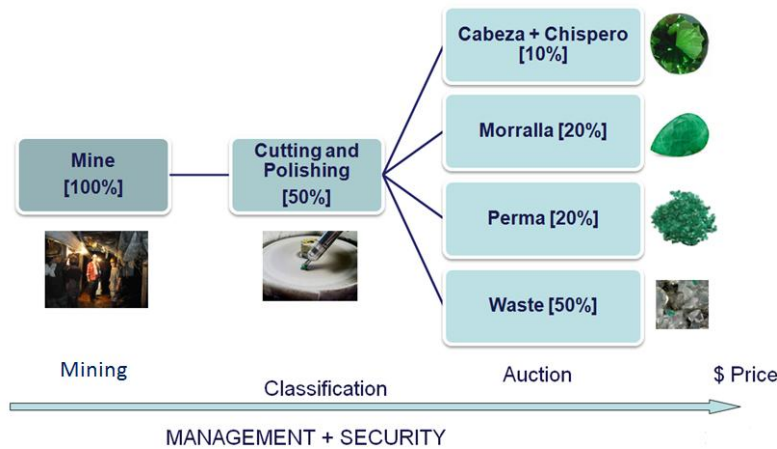 Cabeza + Chispero
[10%]
Morralla [20%]
Mine
[100%]
Cutting and
Polishing
[50%]
Perma [20%]
Waste [50%]
Mining
Classification
Auction
$ Price
MANAGEMENT + SECURITY